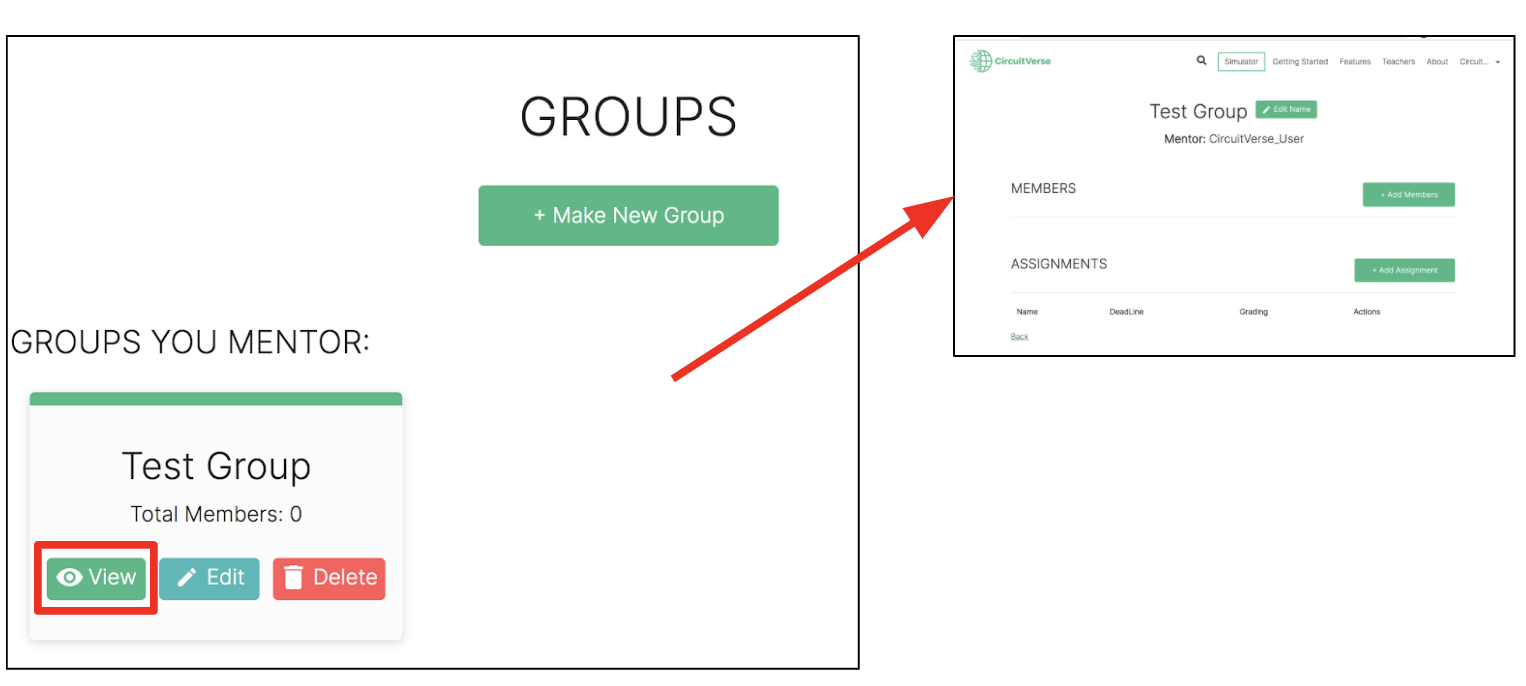 GROUPS
+ Make New Group
GROUPS YOU MENTOR:
Test Group
Total Members: 0
View Edit Delete
CircuitVerse Simulator Getting Started Features Teachers About Circuit...
Test Group Edit Name
Mentor: CircuitVerse_User
MEMBERS + Add Members
ASSIGNMENTS + Add Assignment
Name DeadLine Grading Actions
Back